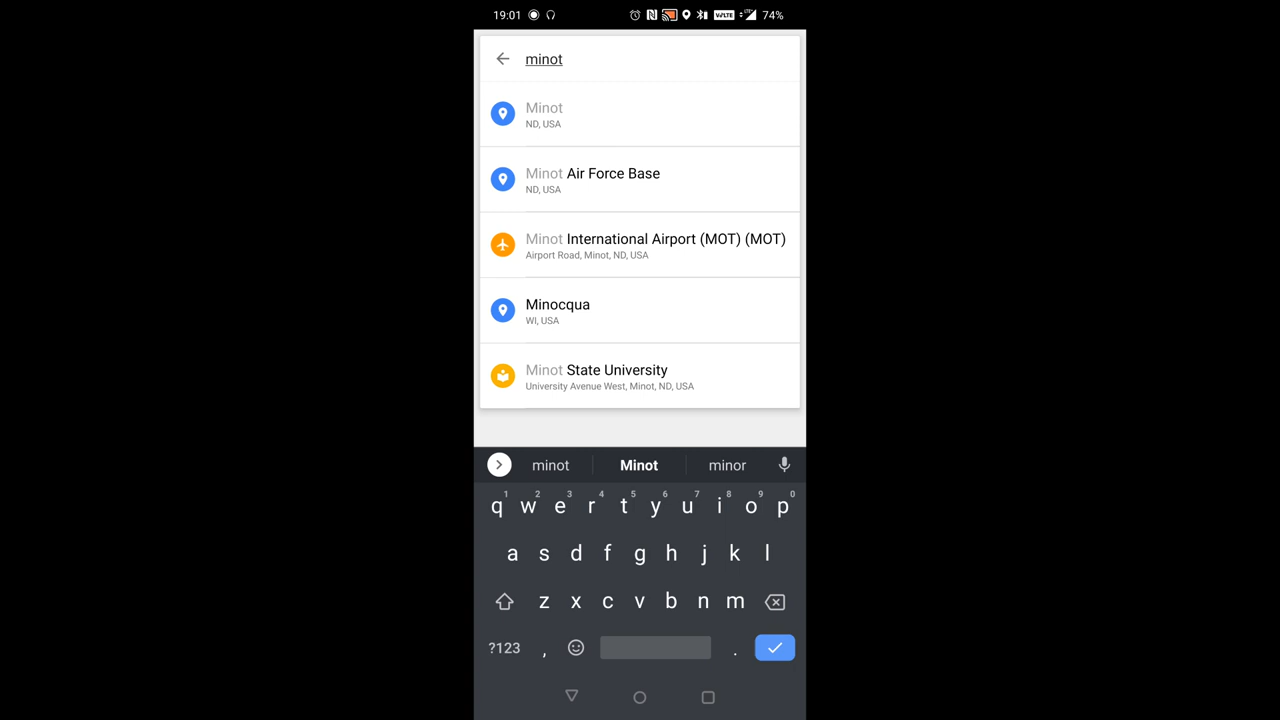 19:01 VoLTE LTE 74%
minot
Minot
ND, USA
Minot Air Force Base
ND, USA
Minot International Airport (MOT) (MOT)
Airport Road, Minot, ND, USA
Minocqua
WI, USA
Minot State University
University Avenue West, Minot, ND, USA
minot Minot minor
1 2 3 4 5 6 7 8 9 0
q w e r t y u i o p
a s d f g h j k l
z x c v b n m
?123 , .